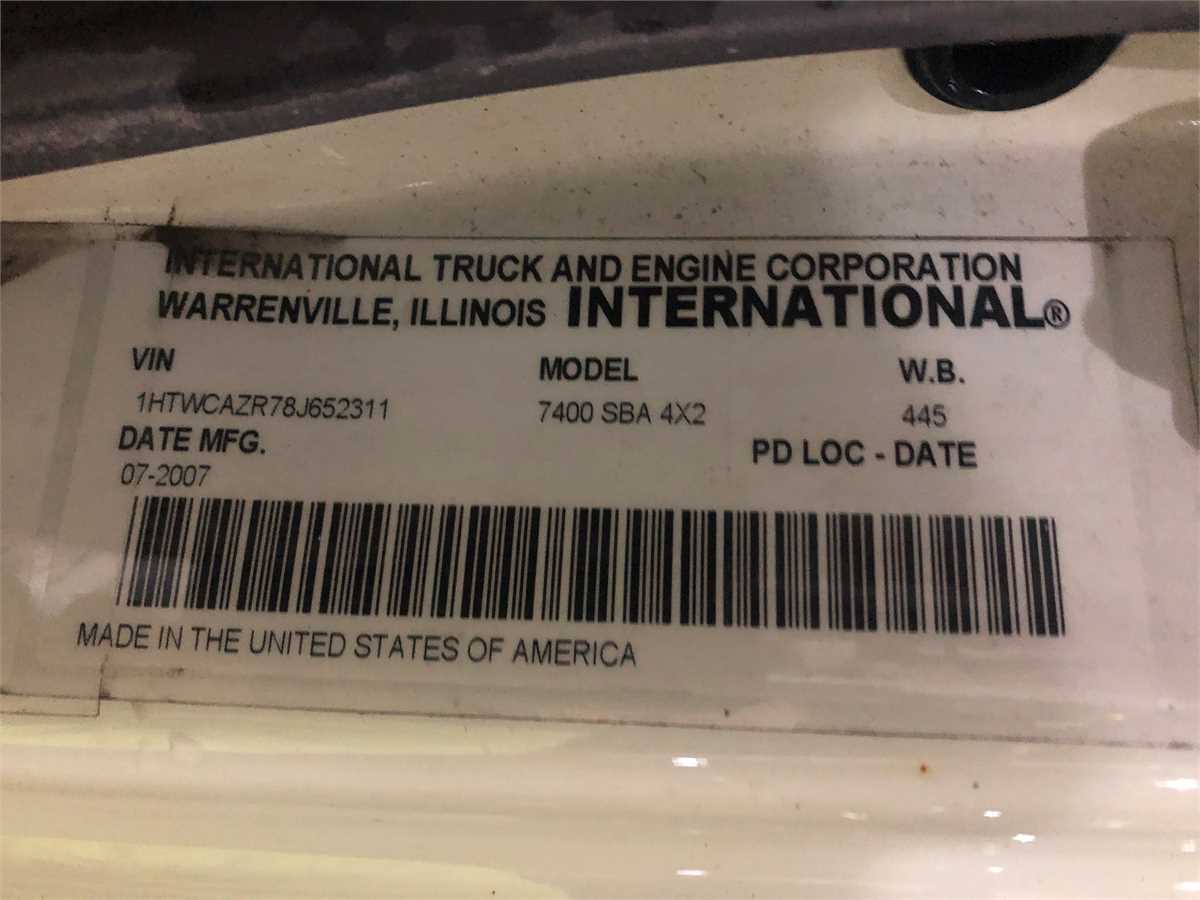 INTERNATIONAL TRUCK AND ENGINE CORPORATION
WARRENVILLE, ILLINOIS INTERNATIONAL®
VIN MODEL W.B.
1HTWCAZR78J652311 7400 SBA 4X2 445
DATE MFG. PD LOC - DATE
07-2007
MADE IN THE UNITED STATES OF AMERICA